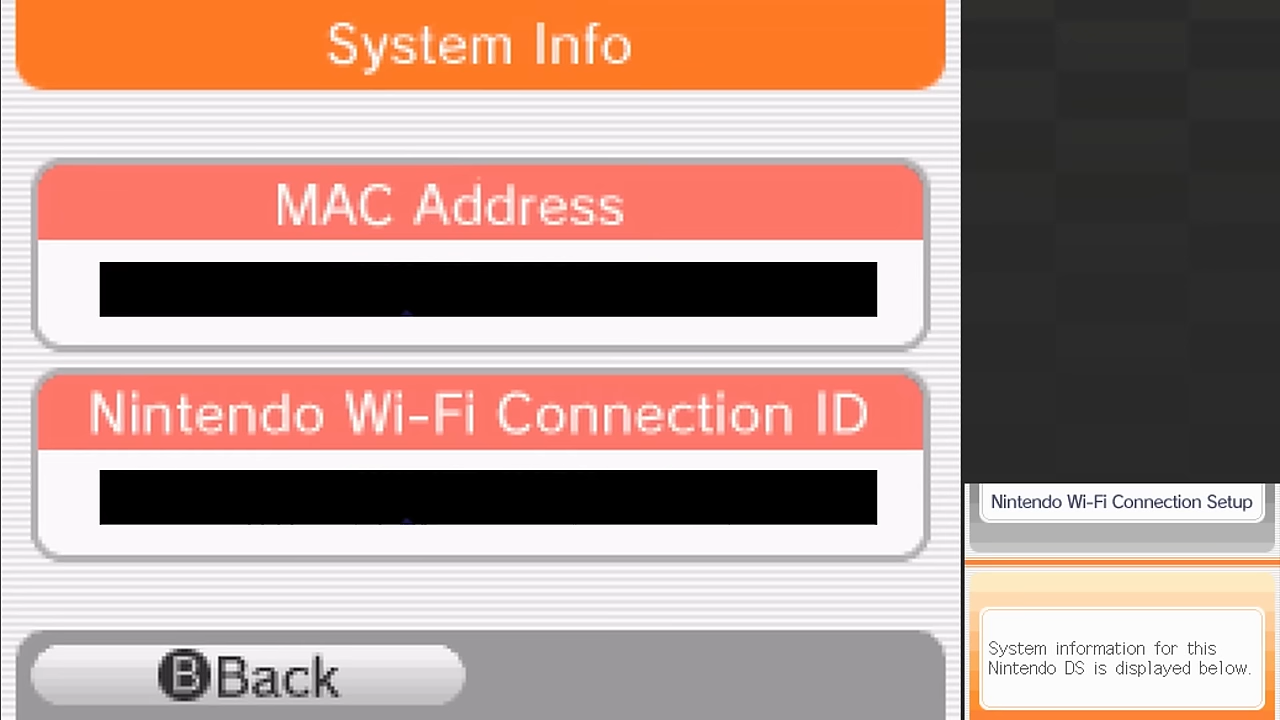 System Info
MAC Address
Nintendo Wi-Fi Connection ID
B Back
Nintendo Wi-Fi Connection Setup
System information for this
Nintendo DS is displayed below.